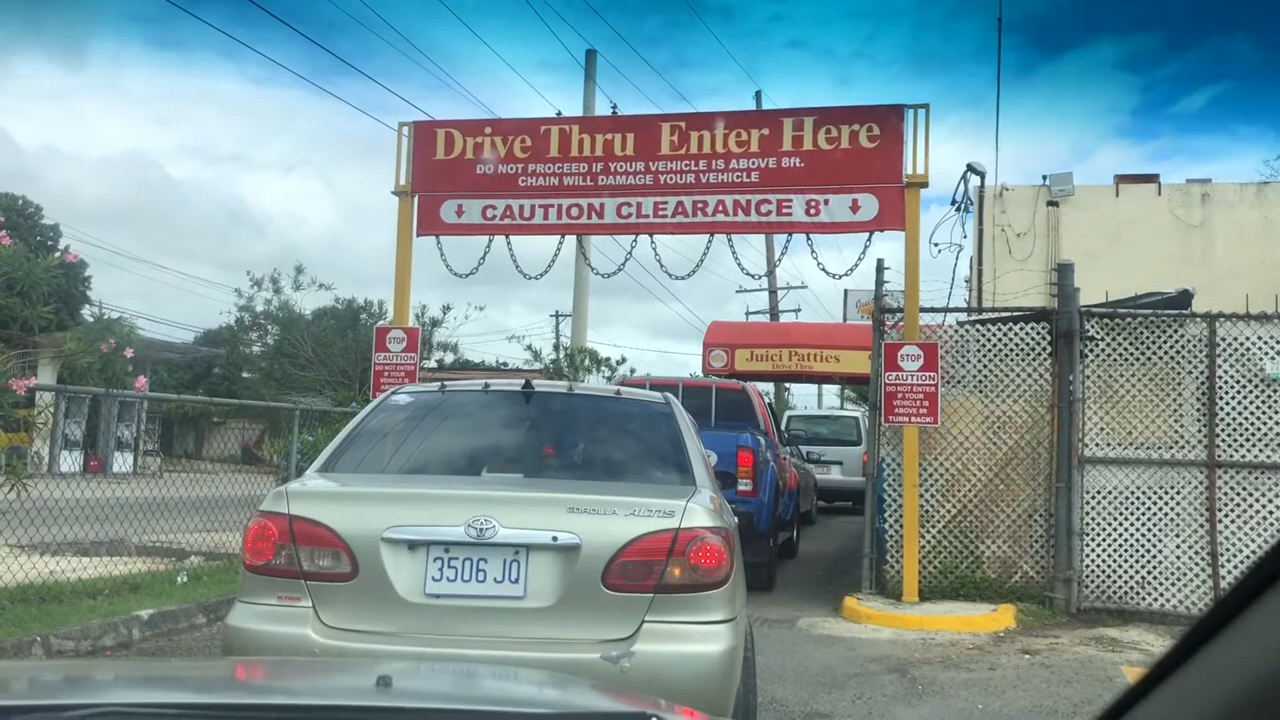 Drive Thru Enter Here
DO NOT PROCEED IF YOUR VEHICLE IS ABOVE 8ft.
CHAIN WILL DAMAGE YOUR VEHICLE
CAUTION CLEARANCE 8'
STOP
CAUTION
DO NOT ENTER
IF YOUR
VEHICLE IS
Juici Patties
Drive Thru
STOP
CAUTION
DO NOT ENTER
IF YOUR
VEHICLE IS
ABOVE 8ft
TURN BACK!
COROLLA ALTIS
3506 JQ